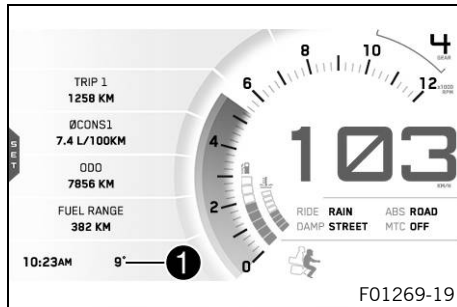 TRIP 1
1258 KM
ØCONS1
7.4 L/100KM
ODO
7856 KM
FUEL RANGE
382 KM
10:23AM 9° 1
SET
0
2
4
6
8
10
12
x1000
RPM
4
GEAR
103
KM/H
RIDE RAIN ABS ROAD
DAMP STREET MTC OFF
F01269-19